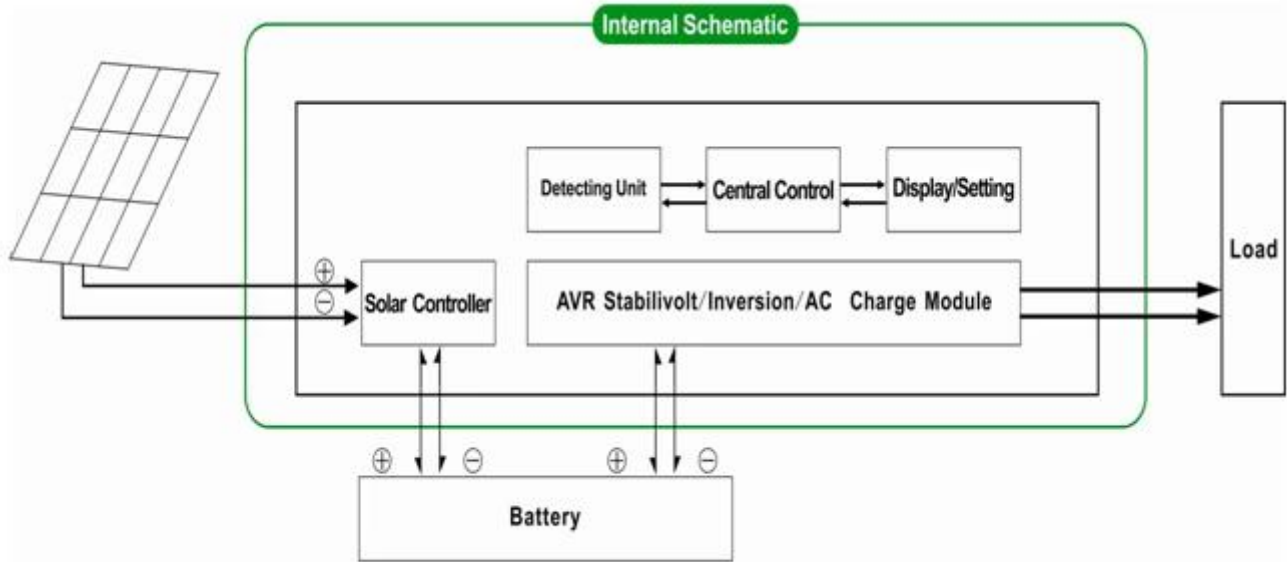 Internal Schematic
Detecting Unit
Central Control
Display/Setting
Load
⊕
⊖
Solar Controller
AVR Stabilivolt/Inversion/AC Charge Module
⊕
⊖
⊕
⊖
Battery